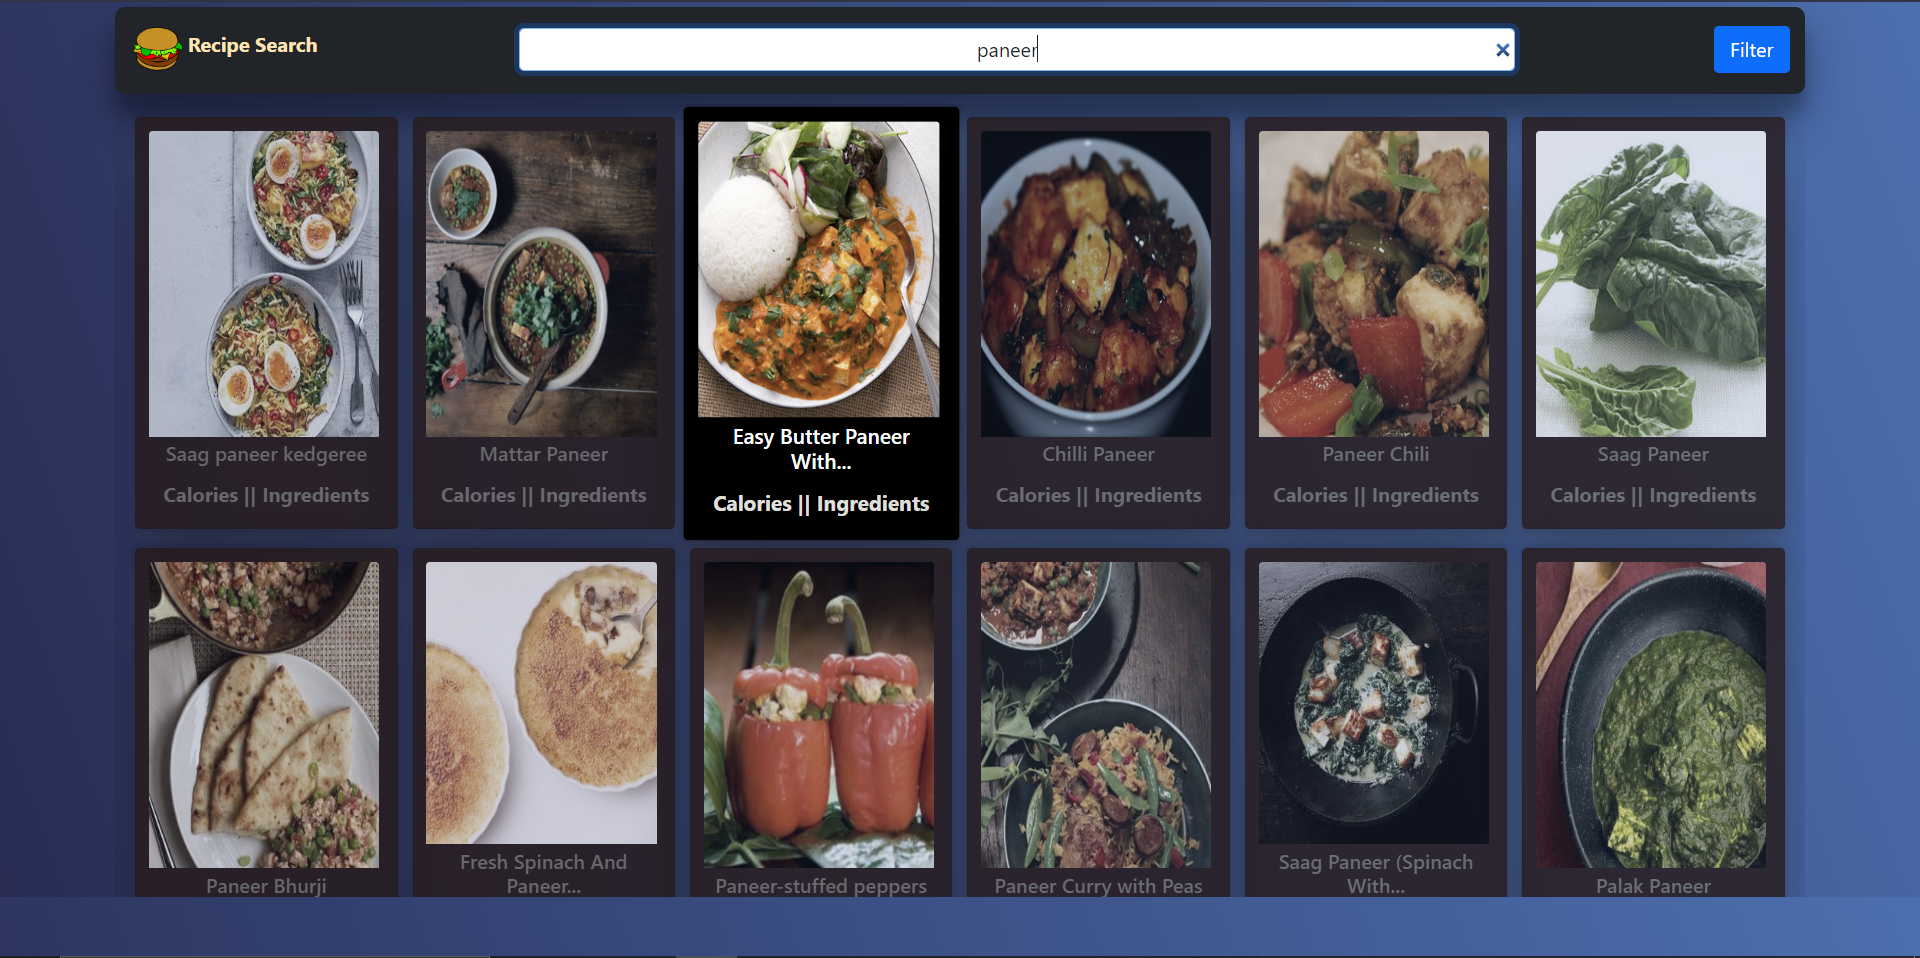 Recipe Search
paneer
×
Filter
Saag paneer kedgeree
Calories || Ingredients
Mattar Paneer
Calories || Ingredients
Easy Butter Paneer
With...
Calories || Ingredients
Chilli Paneer
Calories || Ingredients
Paneer Chili
Calories || Ingredients
Saag Paneer
Calories || Ingredients
Paneer Bhurji
Fresh Spinach And
Paneer...
Paneer-stuffed peppers
Paneer Curry with Peas
Saag Paneer (Spinach
With...
Palak Paneer